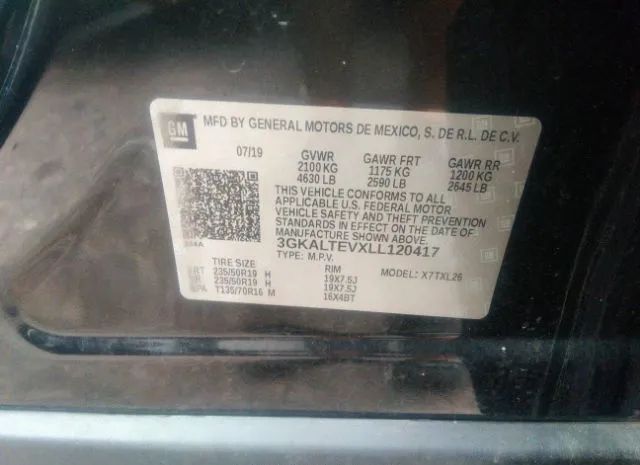 GM
MFD BY GENERAL MOTORS DE MEXICO, S. DE R.L. DE C.V.
07/19 GVWR GAWR FRT GAWR RR
2100 KG 1175 KG 1200 KG
4630 LB 2590 LB 2645 LB
THIS VEHICLE CONFORMS TO ALL
APPLICABLE U.S. FEDERAL MOTOR
VEHICLE SAFETY AND THEFT PREVENTION
STANDARDS IN EFFECT ON THE DATE OF
MANUFACTURE SHOWN ABOVE.
3GKALTEVXLL120417
TYPE: M.P.V. MODEL: X7TXL26
TIRE SIZE RIM
FRT 235/50R19 H 19X7.5J
RR 235/50R19 H 19X7.5J
SPA T135/70R16 M 16X4BT